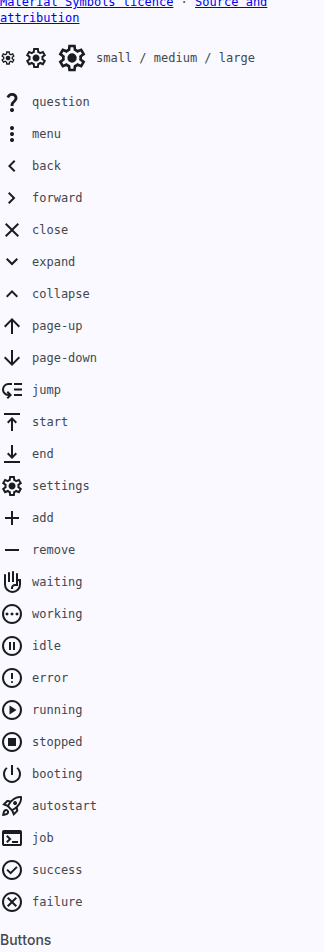 Material Symbols licence · Source and
attribution
small / medium / large
question
menu
back
forward
close
expand
collapse
page-up
page-down
jump
start
end
settings
add
remove
waiting
working
idle
error
running
stopped
booting
autostart
job
success
failure
Buttons